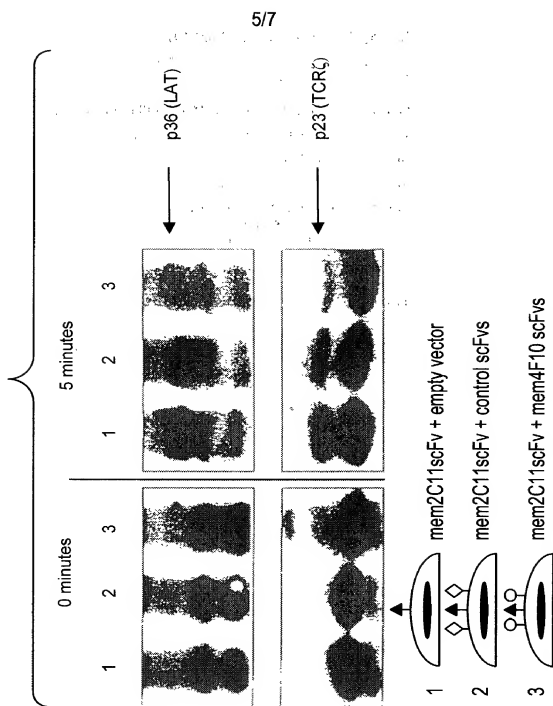 5/7
0 minutes
5 minutes
1
2
3
1
2
3
p36 (LAT)
p23 (TCRζ)
1 mem2C11scFv + empty vector
2 mem2C11scFv + control scFvs
3 mem2C11scFv + mem4F10 scFvs